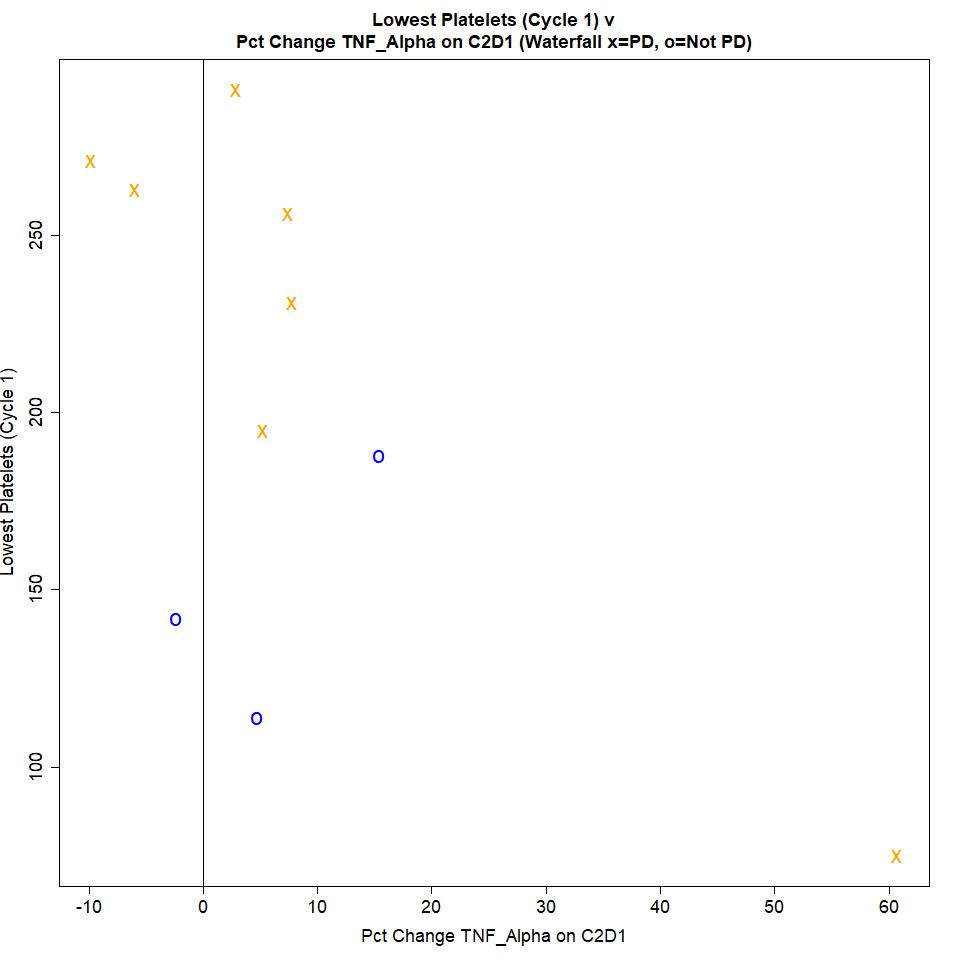 Lowest Platelets (Cycle 1) v
Pct Change TNF_Alpha on C2D1 (Waterfall x=PD, o=Not PD)
X
X
X
X
250
X
Lowest Platelets (Cycle 1)
200
X
O
150
O
O
100
X
-10 0 10 20 30 40 50 60
Pct Change TNF_Alpha on C2D1